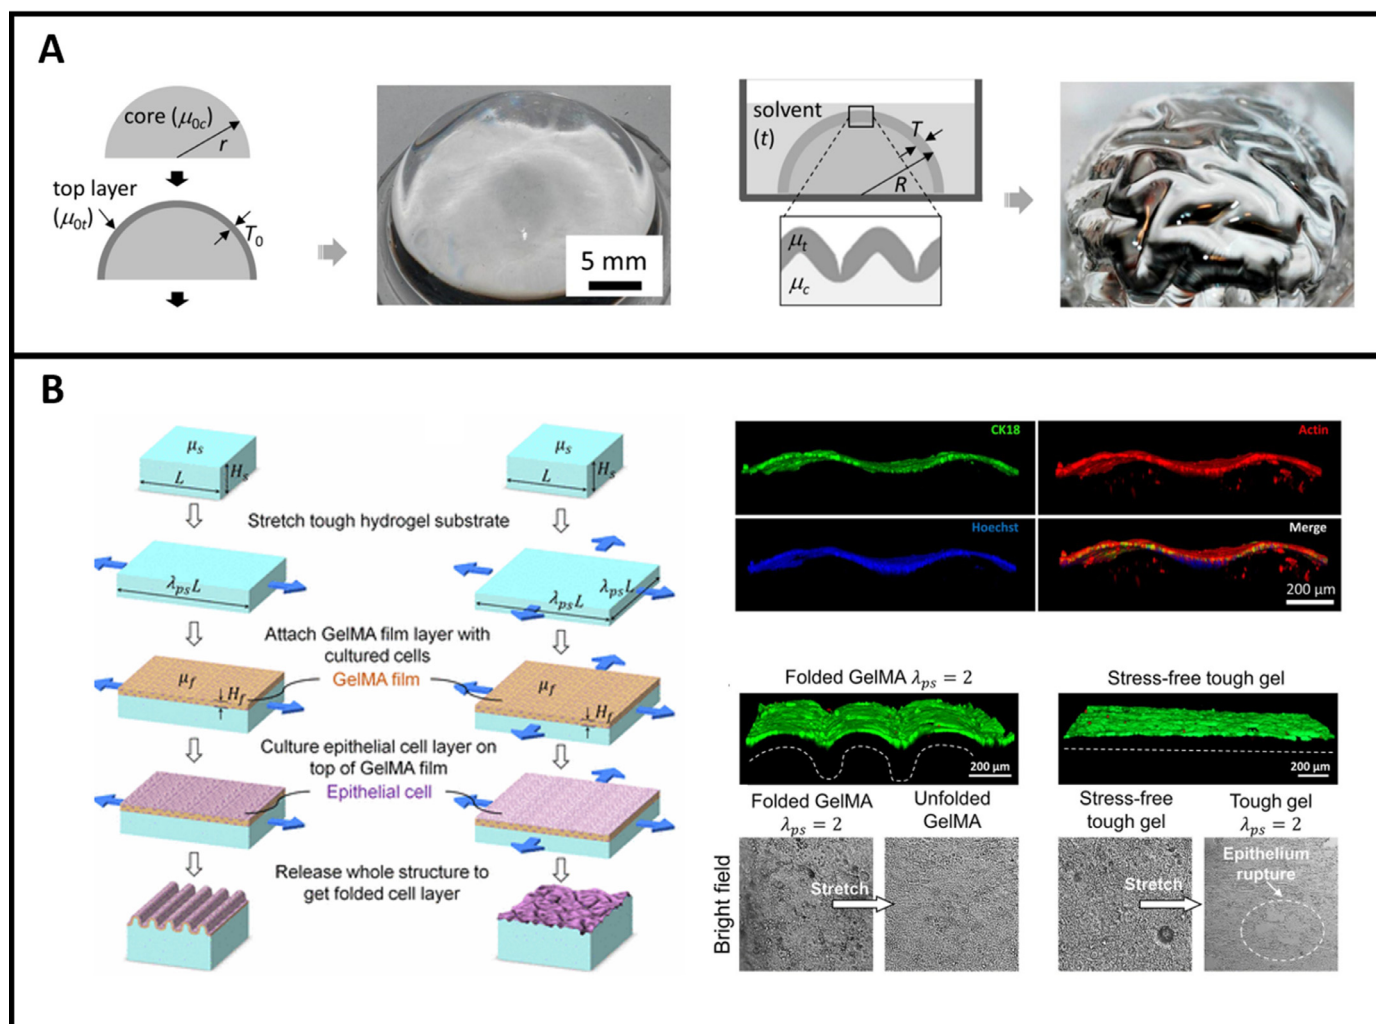 A
core (μ0c)
r
top layer
(μ0t)
T0
5 mm
solvent
(t)
T
R
μt
μc
B
μs
L
Hs
μs
L
Hs
Stretch tough hydrogel substrate
λpsL
λpsL
λpsL
Attach GelMA film layer with
cultured cells
GelMA film
μf
Hf
μf
Hf
Culture epithelial cell layer on
top of GelMA film
Epithelial cell
Release whole structure to
get folded cell layer
CK18
Actin
Hoechst
Merge
200 μm
Folded GelMA λps = 2
Stress-free tough gel
200 μm
200 μm
Folded GelMA
λps = 2
Unfolded
GelMA
Stress-free
tough gel
Tough gel
λps = 2
Bright field
Stretch
Stretch
Epithelium
rupture